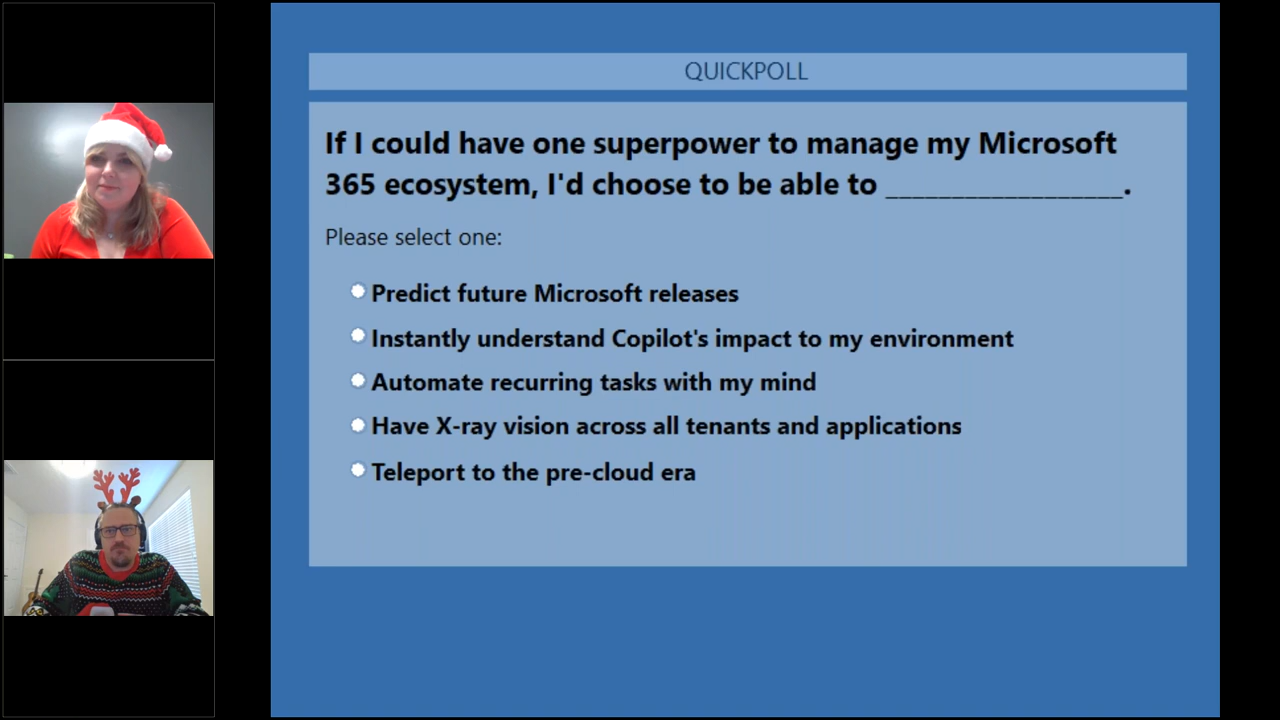 QUICKPOLL
If I could have one superpower to manage my Microsoft
365 ecosystem, I'd choose to be able to __________________.
Please select one:
Predict future Microsoft releases
Instantly understand Copilot's impact to my environment
Automate recurring tasks with my mind
Have X-ray vision across all tenants and applications
Teleport to the pre-cloud era